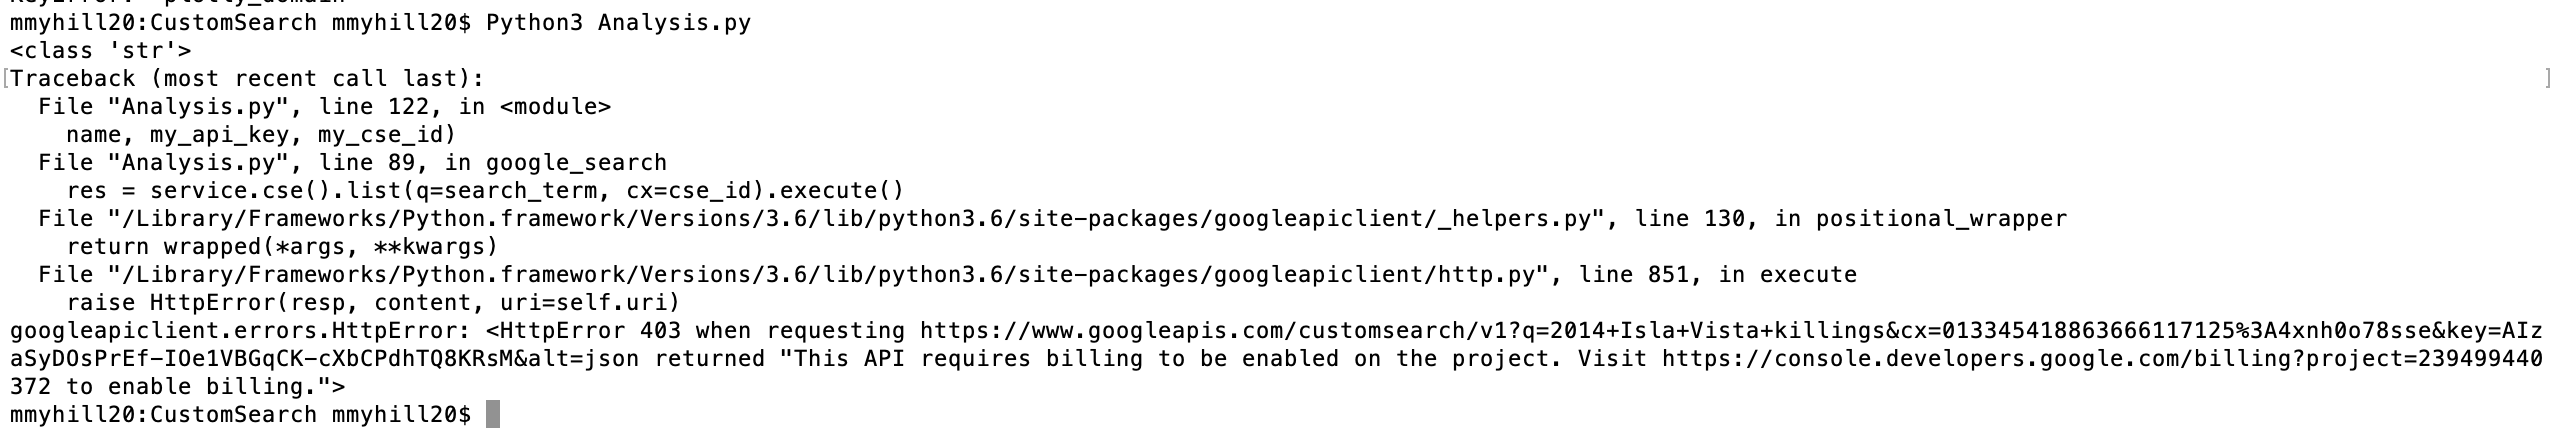 KeyError: 'plotly_domain'
mmyhill20:CustomSearch mmyhill20$ Python3 Analysis.py
<class 'str'>
[Traceback (most recent call last): ]
  File "Analysis.py", line 122, in <module>
    name, my_api_key, my_cse_id)
  File "Analysis.py", line 89, in google_search
    res = service.cse().list(q=search_term, cx=cse_id).execute()
  File "/Library/Frameworks/Python.framework/Versions/3.6/lib/python3.6/site-packages/googleapiclient/_helpers.py", line 130, in positional_wrapper
    return wrapped(*args, **kwargs)
  File "/Library/Frameworks/Python.framework/Versions/3.6/lib/python3.6/site-packages/googleapiclient/http.py", line 851, in execute
    raise HttpError(resp, content, uri=self.uri)
googleapiclient.errors.HttpError: <HttpError 403 when requesting https://www.googleapis.com/customsearch/v1?q=2014+Isla+Vista+killings&cx=013345418863666117125%3A4xnh0o78sse&key=AIz
aSyDOsPrEf-IOe1VBGqCK-cXbCPdhTQ8KRsM&alt=json returned "This API requires billing to be enabled on the project. Visit https://console.developers.google.com/billing?project=239499440
372 to enable billing.">
mmyhill20:CustomSearch mmyhill20$